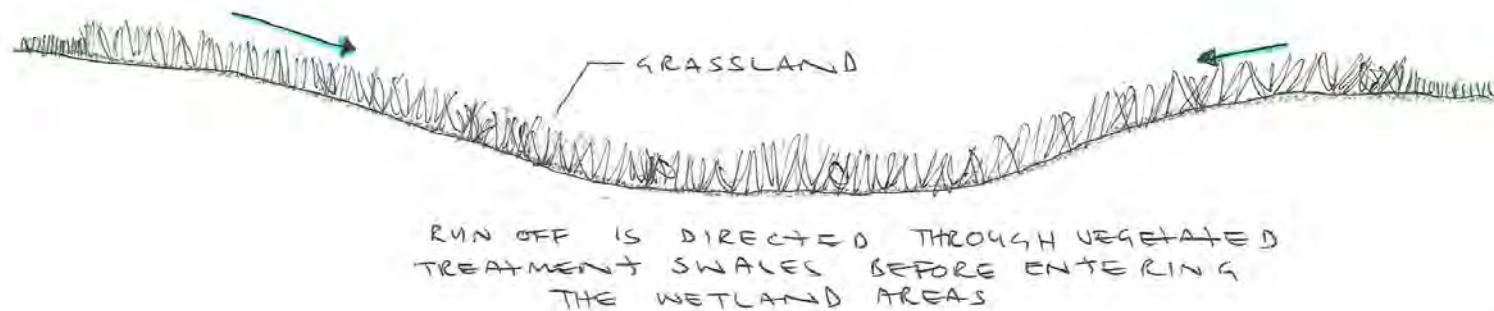 GRASSLAND
RUN OFF IS DIRECTED THROUGH VEGETATED
TREATMENT SWALES BEFORE ENTERING
THE WETLAND AREAS